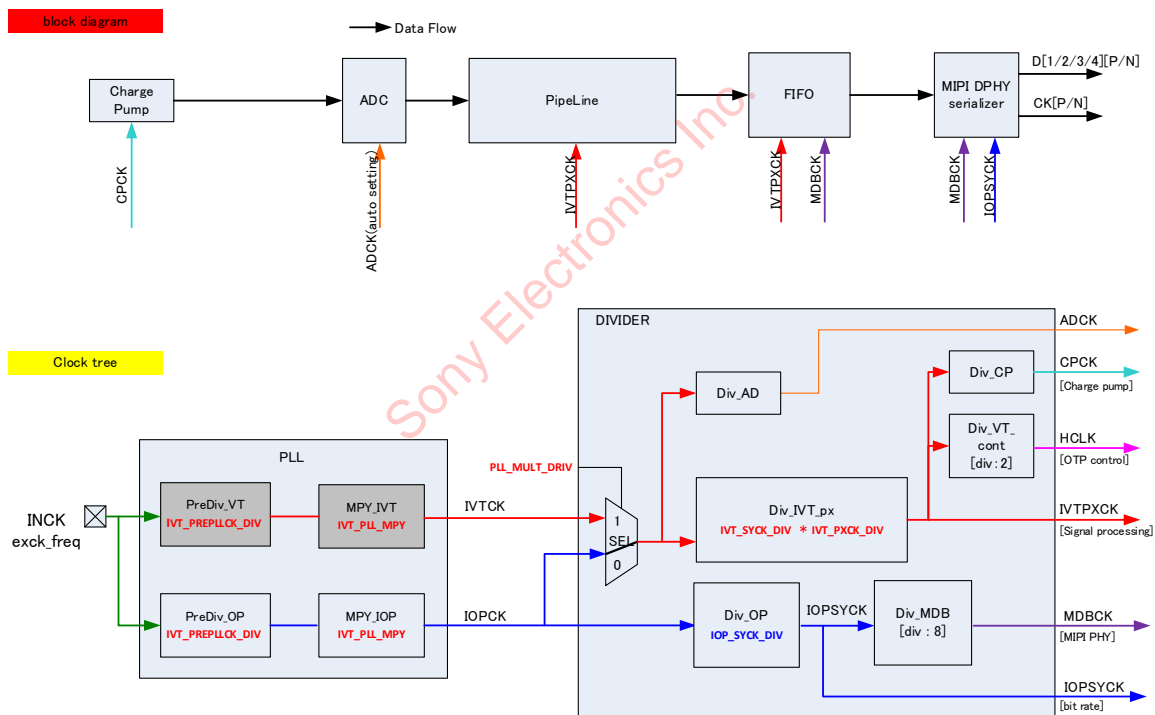 block diagram
Data Flow
Charge
Pump
ADC
PipeLine
FIFO
MIPI DPHY
serializer
D[1/2/3/4][P/N]
CK[P/N]
CPCK
ADCK(auto setting)
IVTPXCK
IVTPXCK
MDBCK
MDBCK
IOPSYCK
Sony Electronics Inc.
Clock tree
DIVIDER
ADCK
Div_AD
Div_CP
CPCK
[Charge pump]
Div_VT_
cont
[div:2]
HCLK
[OTP control]
PLL
PLL_MULT_DRIV
INCK
exck_freq
PreDiv_VT
IVT_PREPLLCK_DIV
MPY_IVT
IVT_PLL_MPY
IVTCK
1
SEL
0
Div_IVT_px
IVT_SYCK_DIV * IVT_PXCK_DIV
IVTPXCK
[Signal processing]
PreDiv_OP
IVT_PREPLLCK_DIV
MPY_IOP
IVT_PLL_MPY
IOPCK
Div_OP
IOP_SYCK_DIV
IOPSYCK
Div_MDB
[div : 8]
MDBCK
[MIPI PHY]
IOPSYCK
[bit rate]